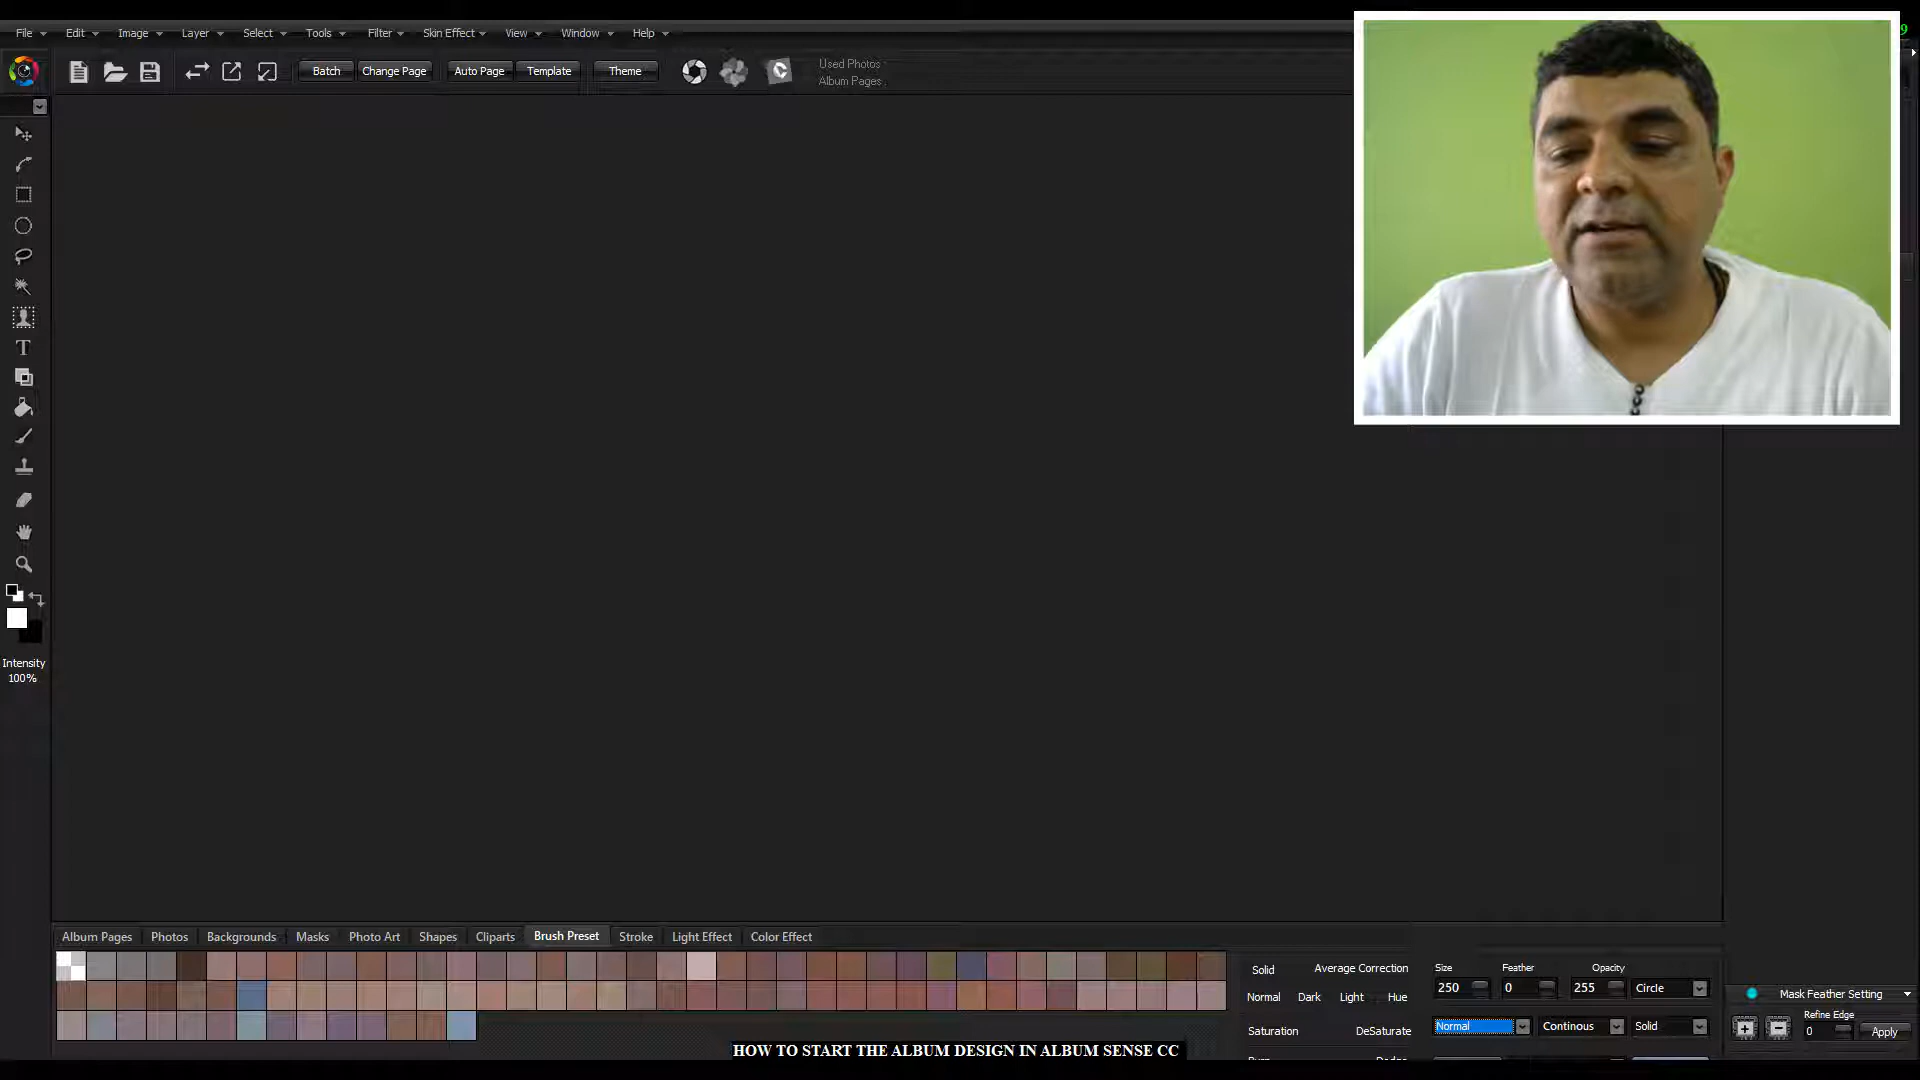 File Edit Image Layer Select Tools Filter Skin Effect View Window Help
9
Batch Change Page Auto Page Template Theme
Used Photos :
Album Pages :
T
Intensity
100%
Album Pages Photos Backgrounds Masks Photo Art Shapes Cliparts Brush Preset Stroke Light Effect Color Effect
Solid Average Correction
Normal Dark Light Hue
Saturation DeSaturate
Size Feather Opacity
250 0 255 Circle
Normal Continous Solid
Mask Feather Setting
Refine Edge
0 Apply
HOW TO START THE ALBUM DESIGN IN ALBUM SENSE CC